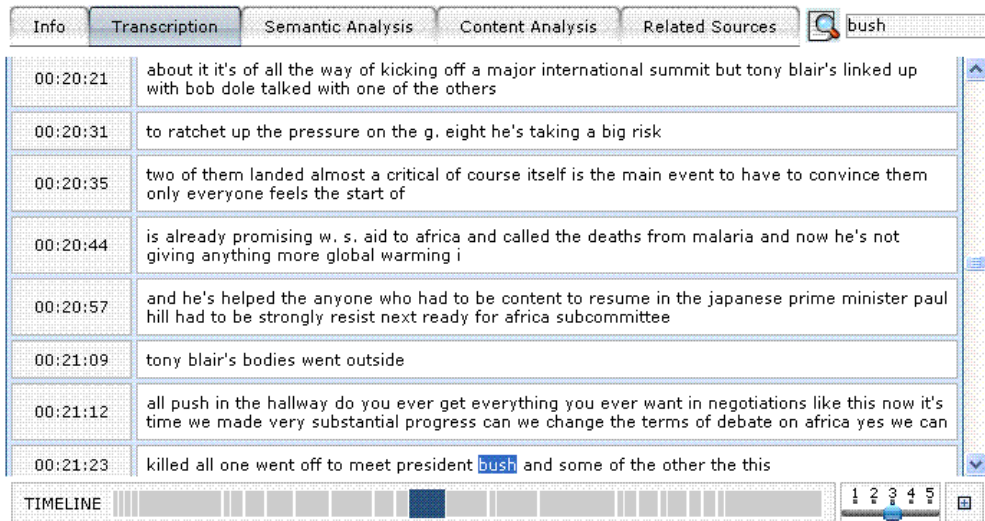 Info Transcription Semantic Analysis Content Analysis Related Sources bush
00:20:21 about it it's of all the way of kicking off a major international summit but tony blair's linked up
with bob dole talked with one of the others
00:20:31 to ratchet up the pressure on the g. eight he's taking a big risk
00:20:35 two of them landed almost a critical of course itself is the main event to have to convince them
only everyone feels the start of
00:20:44 is already promising w. s. aid to africa and called the deaths from malaria and now he's not
giving anything more global warming i
00:20:57 and he's helped the anyone who had to be content to resume in the japanese prime minister paul
hill had to be strongly resist next ready for africa subcommittee
00:21:09 tony blair's bodies went outside
00:21:12 all push in the hallway do you ever get everything you ever want in negotiations like this now it's
time we made very substantial progress can we change the terms of debate on africa yes we can
00:21:23 killed all one went off to meet president bush and some of the other the this
TIMELINE 1 2 3 4 5